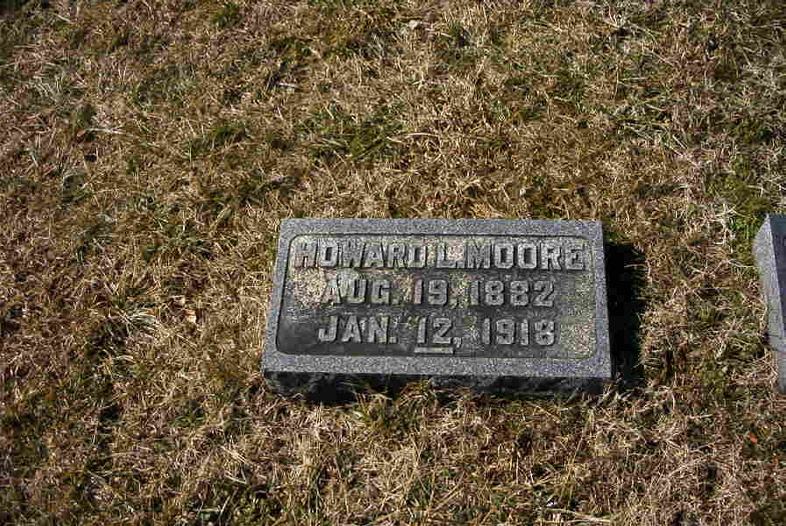 HOWARD L. MOORE
AUG. 19, 1882
JAN. 12, 1918